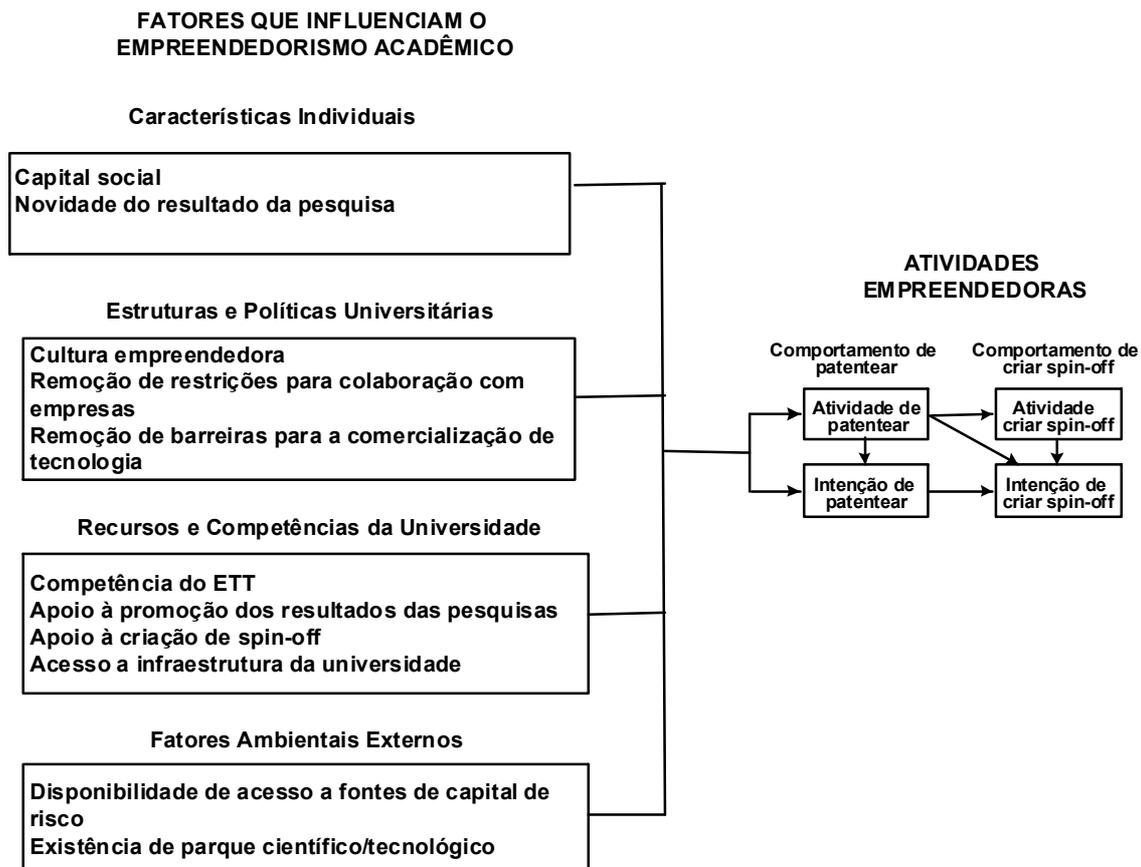 FATORES QUE INFLUENCIAM O
EMPREENDEDORISMO ACADÊMICO
Características Individuais
Capital social
Novidade do resultado da pesquisa
Estruturas e Políticas Universitárias
Cultura empreendedora
Remoção de restrições para colaboração com
empresas
Remoção de barreiras para a comercialização de
tecnologia
Recursos e Competências da Universidade
Competência do ETT
Apoio à promoção dos resultados das pesquisas
Apoio à criação de spin-off
Acesso a infraestrutura da universidade
Fatores Ambientais Externos
Disponibilidade de acesso a fontes de capital de
risco
Existência de parque científico/tecnológico
ATIVIDADES
EMPREENDEDORAS
Comportamento de
patentear
Comportamento de
criar spin-off
Atividade de
patentear
Atividade
criar spin-off
Intenção de
patentear
Intenção de
criar spin-off